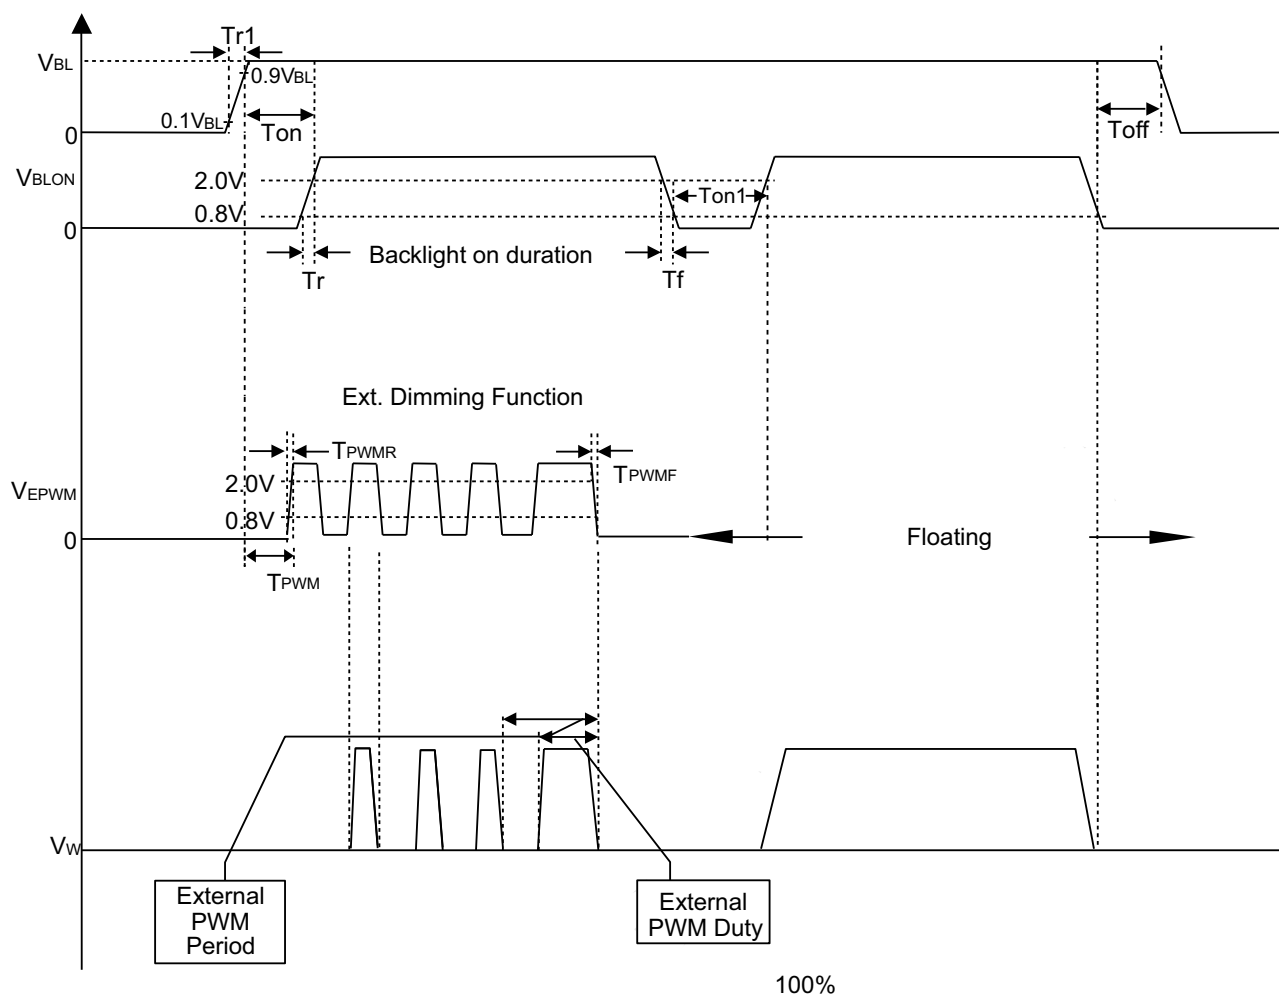 Tr1
VBL
0.9VBL
0.1VBL
Ton
Toff
0
VBLON
2.0V
Ton1
0.8V
0
Backlight on duration
Tr
Tf
Ext. Dimming Function
TPWMR
TPWMF
VEPWM
2.0V
0.8V
0
Floating
TPWM
VW
External
PWM
Period
External
PWM Duty
100%